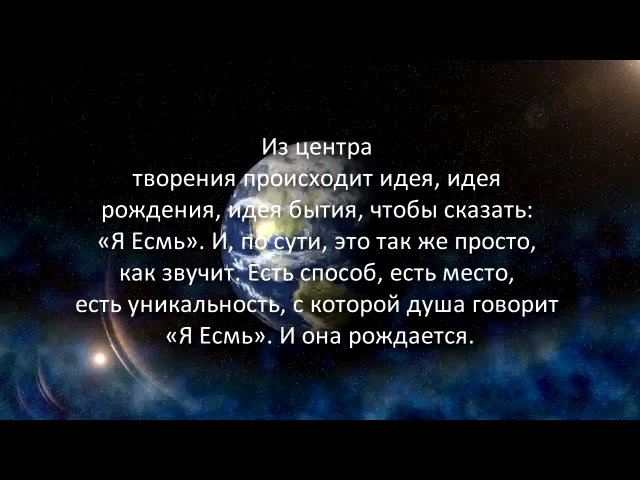 Из центра
творения происходит идея, идея
рождения, идея бытия, чтобы сказать:
«Я Есмь». И, по сути, это так же просто,
как звучит. Есть способ, есть место,
есть уникальность, с которой душа говорит
«Я Есмь». И она рождается.